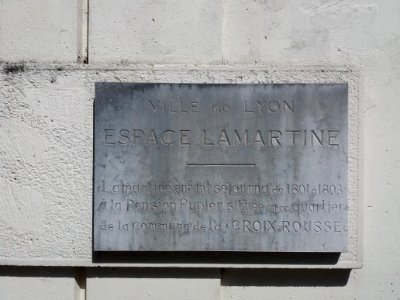 VILLE de LYON
ESPACE LAMARTINE
Lamartine enfant séjourna de 1801 à 1803
à la Pension Pupier située en ce quartier
de la Commune de la CROIX ROUSSE